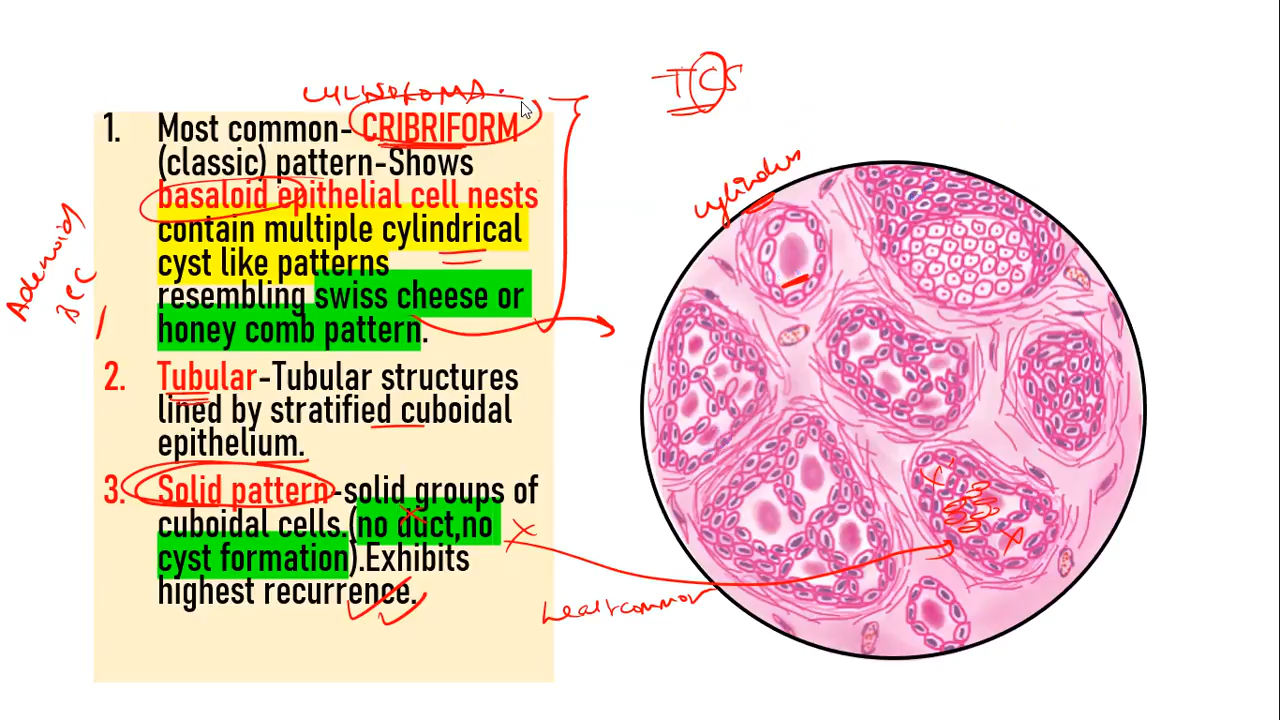 CYLINDROMA.
TCS
1. Most common- CRIBRIFORM
(classic) pattern-Shows
basaloid epithelial cell nests
contain multiple cylindrical
cyst like patterns
resembling swiss cheese or
honey comb pattern.
2. Tubular-Tubular structures
lined by stratified cuboidal
epithelium.
3. Solid pattern-solid groups of
cuboidal cells.(no duct,no
cyst formation).Exhibits
highest recurrence.
Adenoid
cylinders
Least common